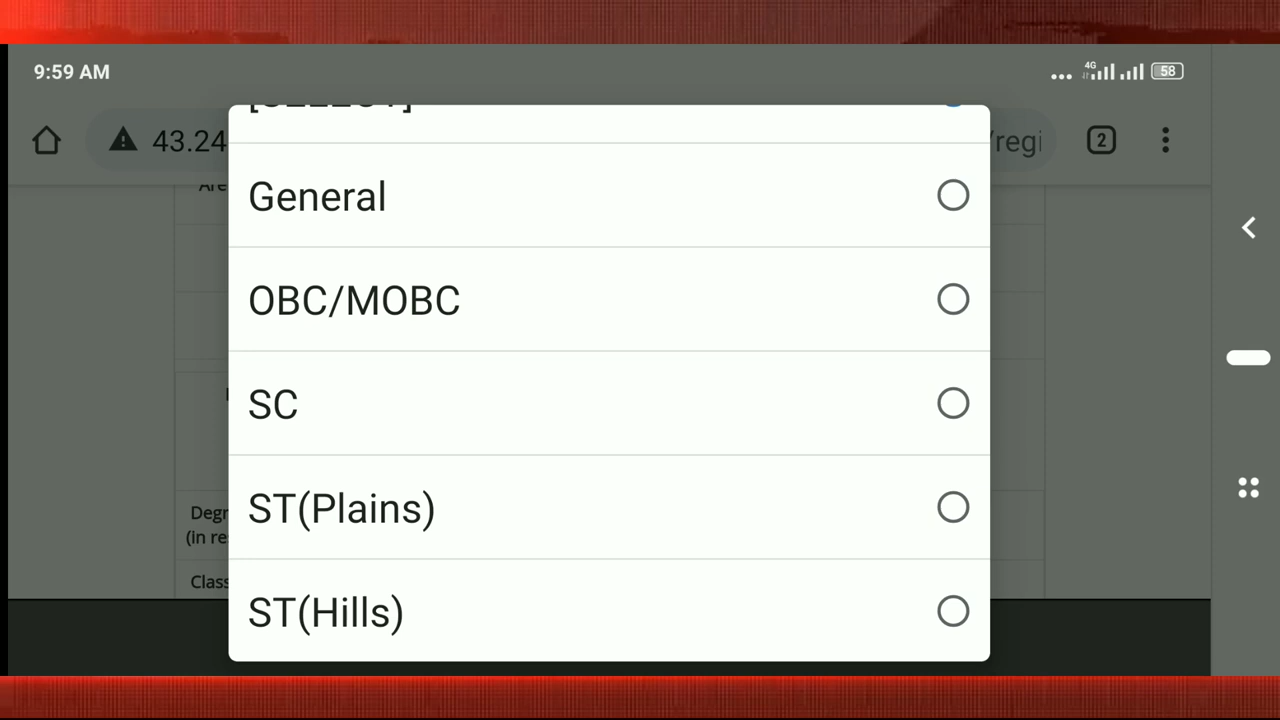 9:59 AM
4G
58
[SELECT]
43.24
/regi
2
Are
General
OBC/MOBC
SC
ST(Plains)
Degr
(in re
Class
ST(Hills)